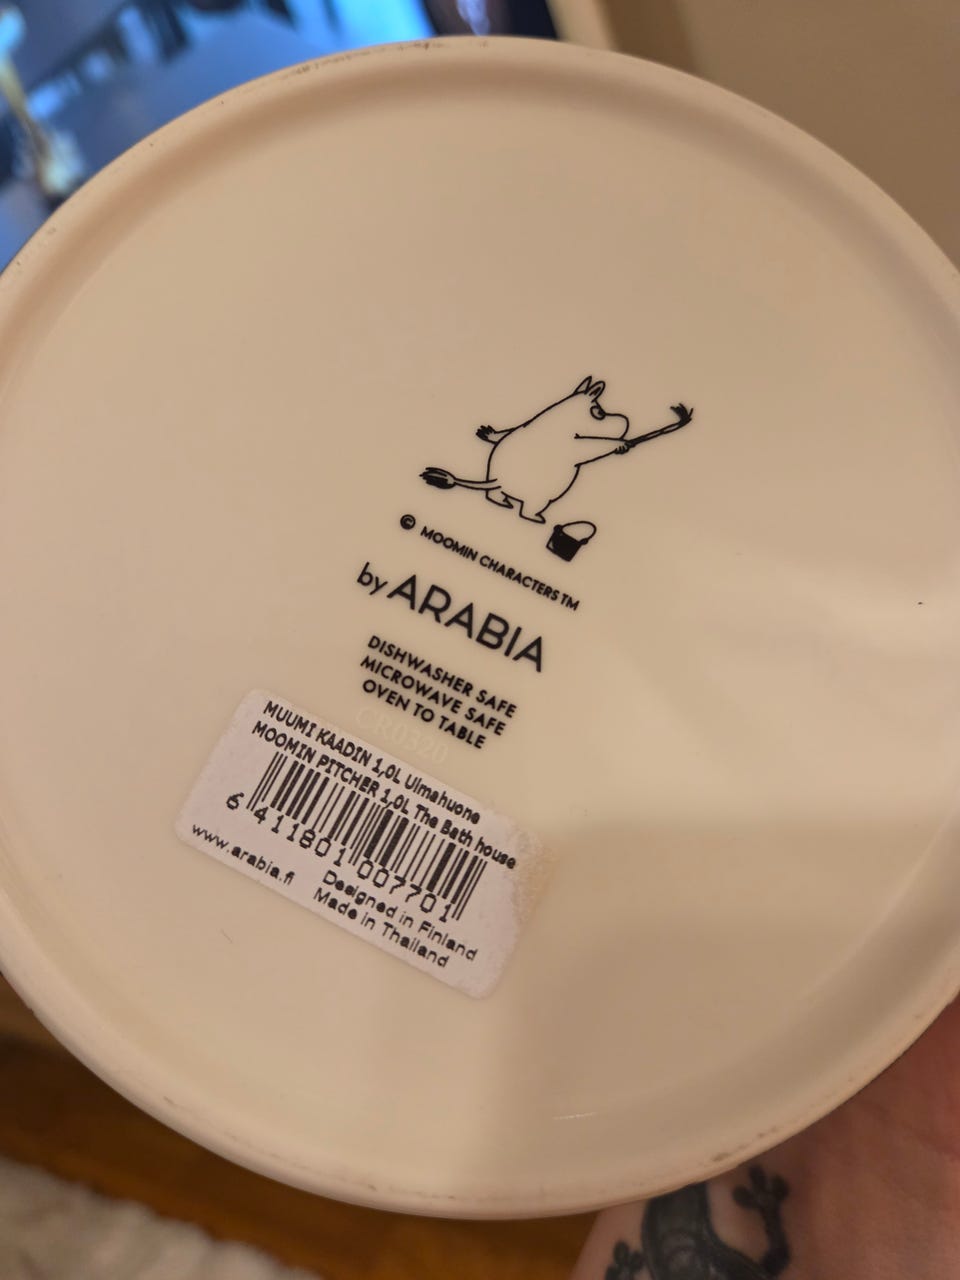 © MOOMIN CHARACTERS TM
by ARABIA
DISHWASHER SAFE
MICROWAVE SAFE
OVEN TO TABLE
CR0320
MUUMI KAADIN 1,0L Uimahuone
MOOMIN PITCHER 1,0L The Bath house
6 411801 007701
www.arabia.fi
Designed in Finland
Made in Thailand